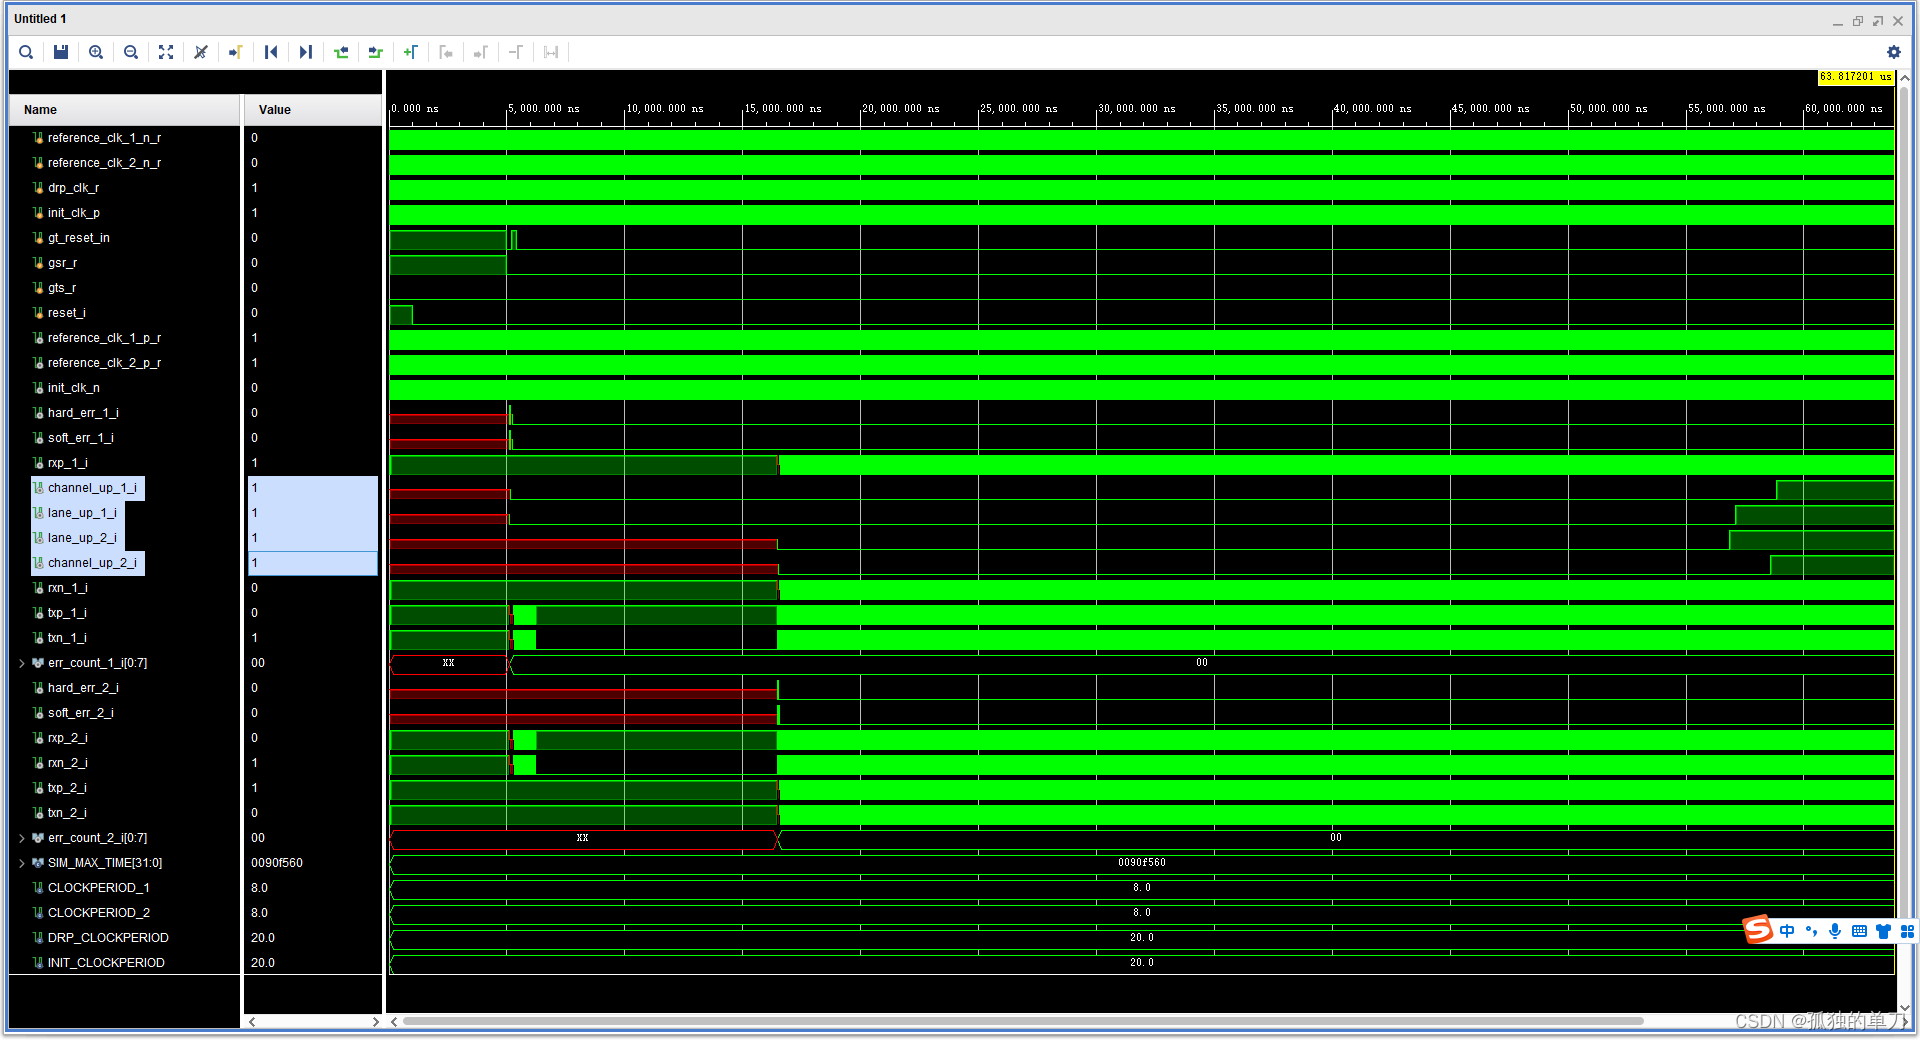 Untitled 1
63.817201 us
Name Value
0.000 ns 5,000.000 ns 10,000.000 ns 15,000.000 ns 20,000.000 ns 25,000.000 ns 30,000.000 ns 35,000.000 ns 40,000.000 ns 45,000.000 ns 50,000.000 ns 55,000.000 ns 60,000.000 ns
reference_clk_1_n_r 0
reference_clk_2_n_r 0
drp_clk_r 1
init_clk_p 1
gt_reset_in 0
gsr_r 0
gts_r 0
reset_i 0
reference_clk_1_p_r 1
reference_clk_2_p_r 1
init_clk_n 0
hard_err_1_i 0
soft_err_1_i 0
rxp_1_i 1
channel_up_1_i 1
lane_up_1_i 1
lane_up_2_i 1
channel_up_2_i 1
rxn_1_i 0
txp_1_i 0
txn_1_i 1
err_count_1_i[0:7] 00 XX 00
hard_err_2_i 0
soft_err_2_i 0
rxp_2_i 0
rxn_2_i 1
txp_2_i 1
txn_2_i 0
err_count_2_i[0:7] 00 XX 00
SIM_MAX_TIME[31:0] 0090f560 0090f560
CLOCKPERIOD_1 8.0 8.0
CLOCKPERIOD_2 8.0 8.0
DRP_CLOCKPERIOD 20.0 20.0
INIT_CLOCKPERIOD 20.0 20.0
S 中
CSDN @孤独的单刀